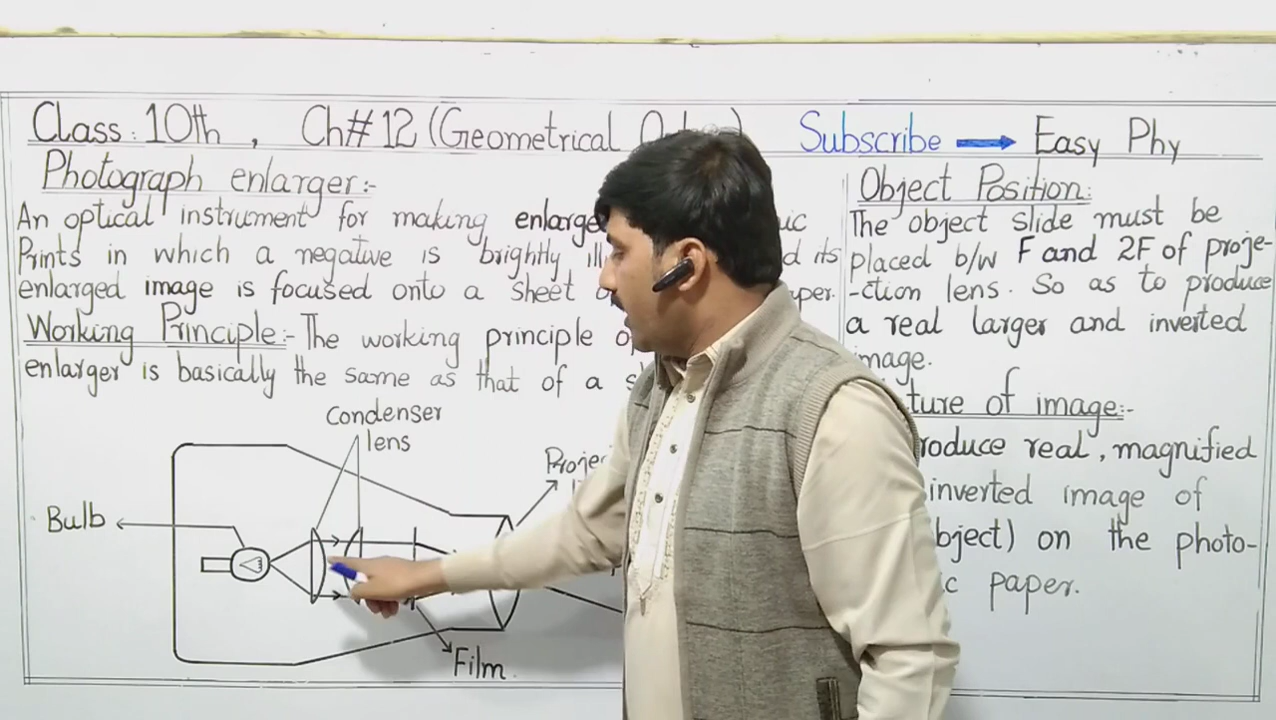 Class: 10th , Ch#12 (Geometrical
Subscribe → Easy Phy
Photograph enlarger:-
An optical instrument for making
Prints in which a negative is brightly
enlarged image is focused onto a sheet
Working Principle:- The working principle
enlarger is basically the same as that of a
Condenser
lens
Bulb
Film
Object Position:
The object slide must be
placed b/w F and 2F of proje-
-ction lens. So as to produce
a real larger and inverted
image.
of image:-
real, magnified
inverted image of
on the photo-
paper.